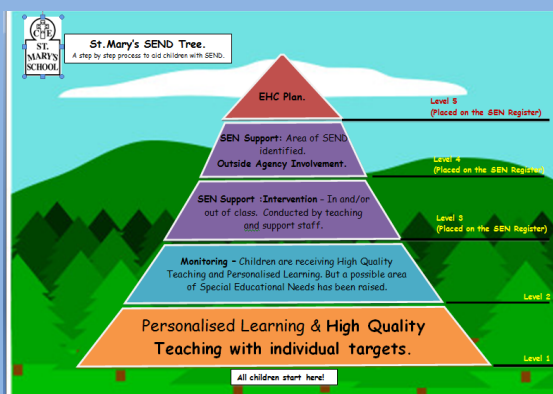 C E
ST.
MARY'S
SCHOOL
St.Mary's SEND Tree.
A step by step process to aid children with SEND.
EHC Plan.
Level 5
(Placed on the SEN Register)
SEN Support: Area of SEND
identified.
Outside Agency Involvement.
Level 4
(Placed on the SEN Register)
SEN Support :Intervention - In and/or
out of class. Conducted by teaching
and support staff.
Level 3
(Placed on the SEN Register)
Monitoring - Children are receiving High Quality
Teaching and Personalised Learning. But a possible area
of Special Educational Needs has been raised.
Level 2
Personalised Learning & High Quality
Teaching with individual targets.
Level 1
All children start here!